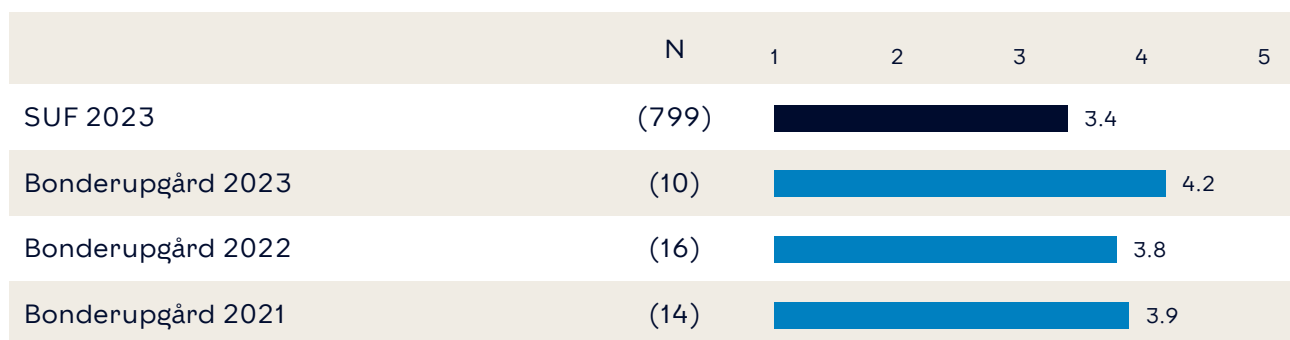 N 1 2 3 4 5
SUF 2023 (799) 3.4
Bonderupgård 2023 (10) 4.2
Bonderupgård 2022 (16) 3.8
Bonderupgård 2021 (14) 3.9